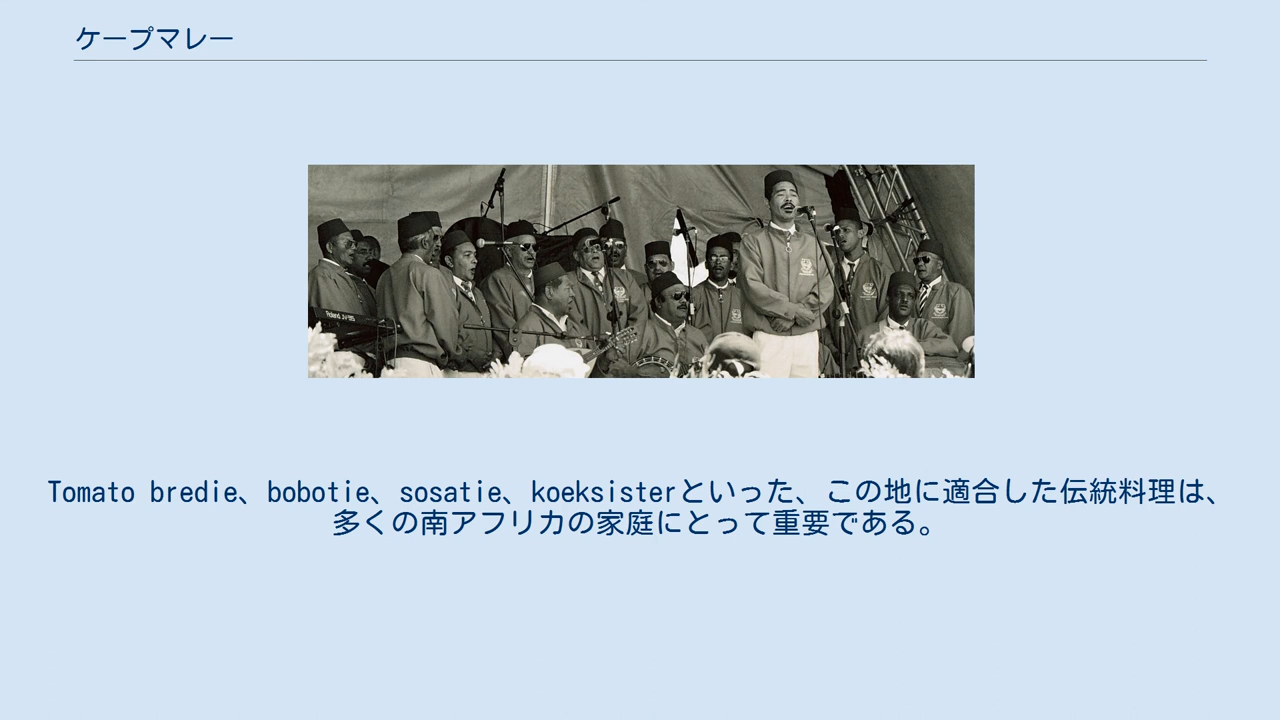 ケープマレー
Roland JV-95
Tomato bredie、bobotie、sosatie、koeksisterといった、この地に適合した伝統料理は、
多くの南アフリカの家庭にとって重要である。